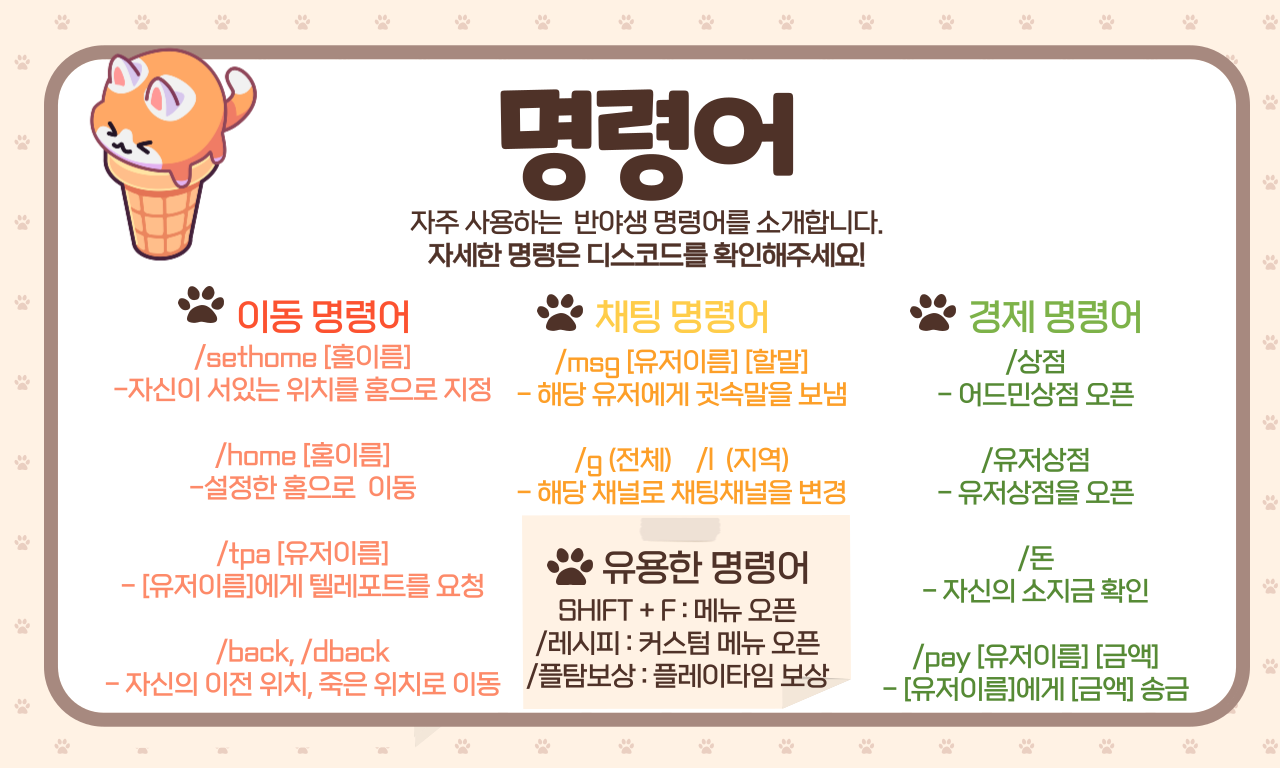 명령어
자주 사용하는 반야생 명령어를 소개합니다.
자세한 명령은 디스코드를 확인해주세요!
이동 명령어
/sethome [홈이름]
-자신이 서있는 위치를 홈으로 지정
/home [홈이름]
-설정한 홈으로 이동
/tpa [유저이름]
- [유저이름]에게 텔레포트를 요청
/back, /dback
- 자신의 이전 위치, 죽은 위치로 이동
채팅 명령어
/msg [유저이름] [할말]
- 해당 유저에게 귓속말을 보냄
/g (전체) /l (지역)
- 해당 채널로 채팅채널을 변경
유용한 명령어
SHIFT + F : 메뉴 오픈
/레시피 : 커스텀 메뉴 오픈
/플탐보상 : 플레이타임 보상
경제 명령어
/상점
- 어드민상점 오픈
/유저상점
- 유저상점을 오픈
/돈
- 자신의 소지금 확인
/pay [유저이름] [금액]
- [유저이름]에게 [금액] 송금